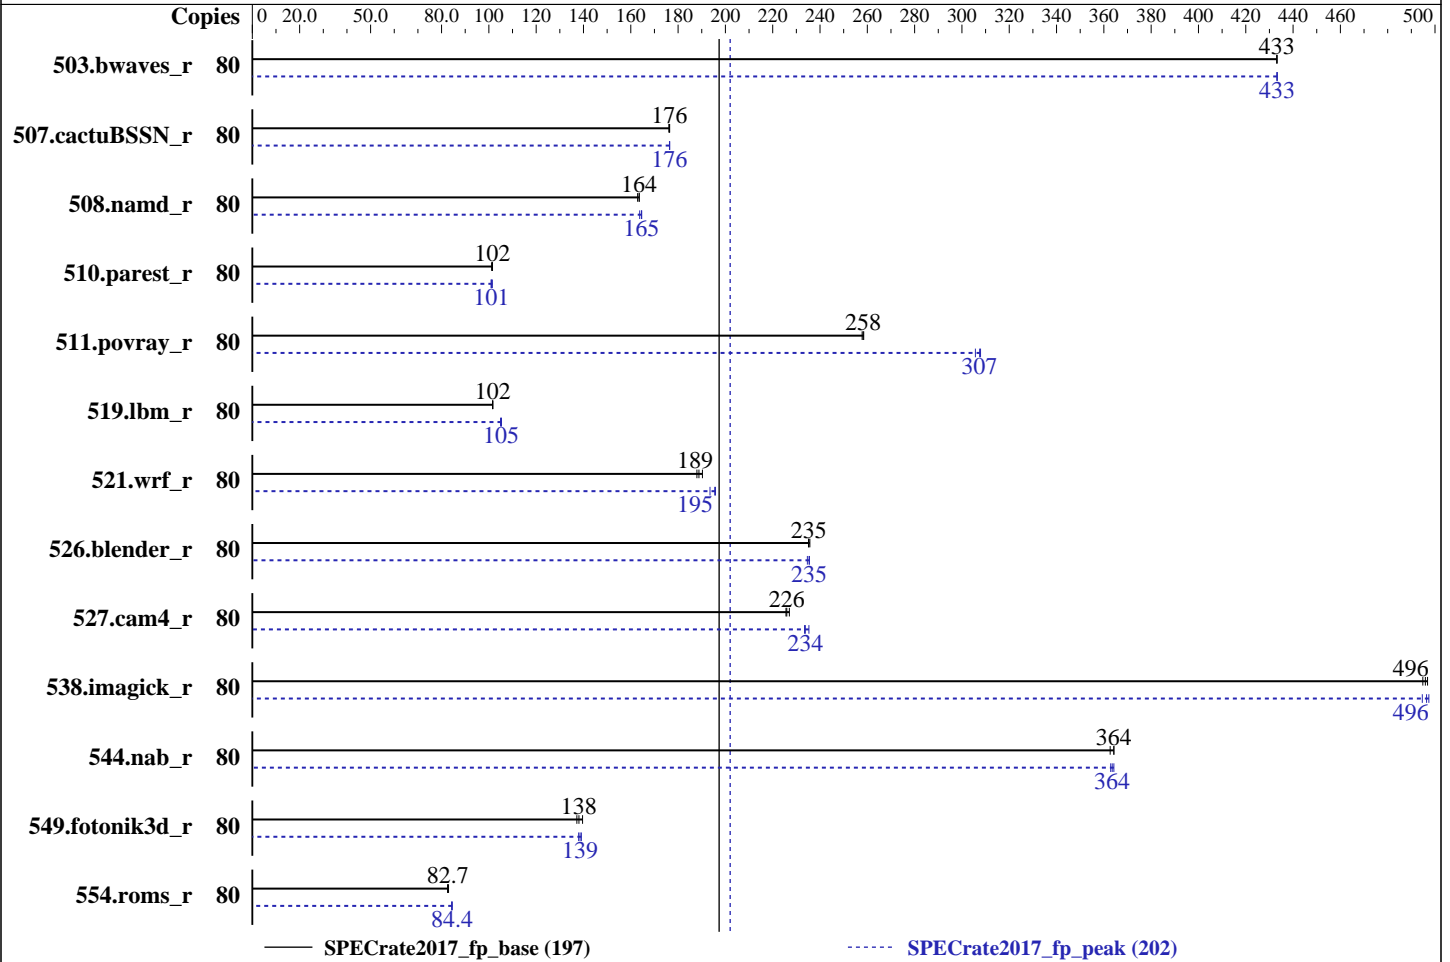 Copies 0 20.0 50.0 80.0 100 120 140 160 180 200 220 240 260 280 300 320 340 360 380 400 420 440 460 500
433
503.bwaves_r 80
433
176
507.cactuBSSN_r 80
176
164
508.namd_r 80
165
102
510.parest_r 80
101
258
511.povray_r 80
307
102
519.lbm_r 80
105
189
521.wrf_r 80
195
235
526.blender_r 80
235
226
527.cam4_r 80
234
496
538.imagick_r 80
496
364
544.nab_r 80
364
138
549.fotonik3d_r 80
139
82.7
554.roms_r 80
84.4
SPECrate2017_fp_base (197) SPECrate2017_fp_peak (202)